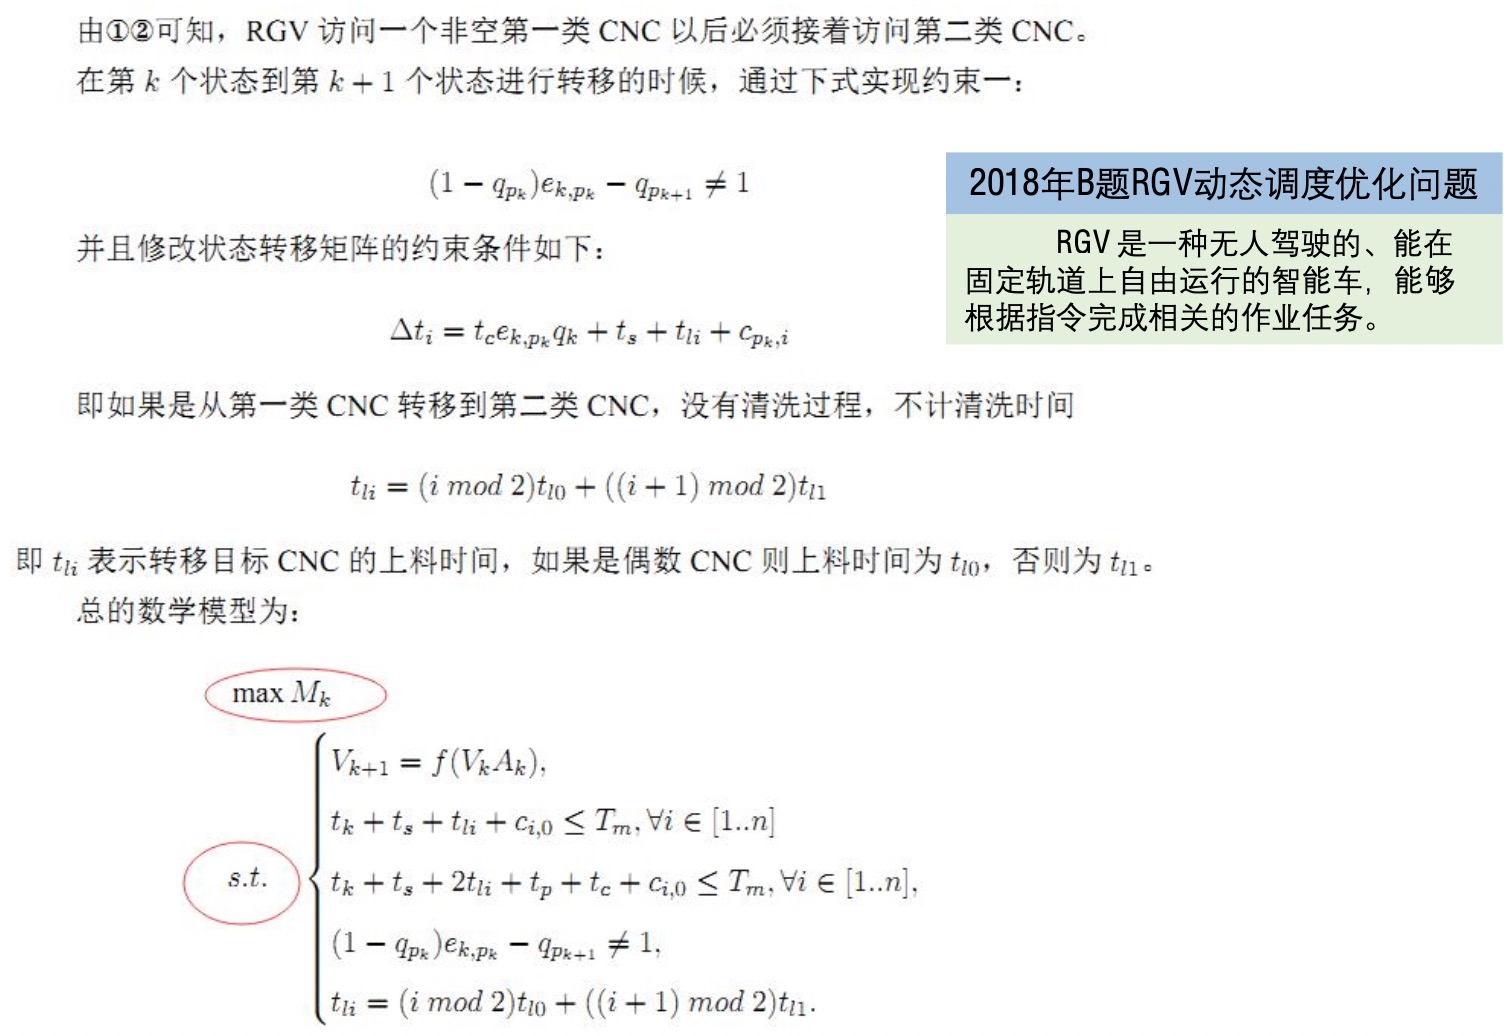 由①②可知，RGV 访问一个非空第一类 CNC 以后必须接着访问第二类 CNC。
在第 k 个状态到第 k + 1 个状态进行转移的时候，通过下式实现约束一：
(1 − q_{p_k})e_{k,p_k} − q_{p_{k+1}} ≠ 1
2018年B题RGV动态调度优化问题
RGV 是一种无人驾驶的、能在
固定轨道上自由运行的智能车，能够
根据指令完成相关的作业任务。
并且修改状态转移矩阵的约束条件如下：
Δt_i = t_c e_{k,p_k} q_k + t_s + t_{li} + c_{p_k,i}
即如果是从第一类 CNC 转移到第二类 CNC，没有清洗过程，不计清洗时间
t_{li} = (i mod 2)t_{l0} + ((i + 1) mod 2)t_{l1}
即 t_{li} 表示转移目标 CNC 的上料时间，如果是偶数 CNC 则上料时间为 t_{l0}，否则为 t_{l1}。
总的数学模型为：
max M_k
s.t.
V_{k+1} = f(V_k A_k),
t_k + t_s + t_{li} + c_{i,0} ≤ T_m, ∀i ∈ [1..n]
t_k + t_s + 2t_{li} + t_p + t_c + c_{i,0} ≤ T_m, ∀i ∈ [1..n],
(1 − q_{p_k})e_{k,p_k} − q_{p_{k+1}} ≠ 1,
t_{li} = (i mod 2)t_{l0} + ((i + 1) mod 2)t_{l1}.